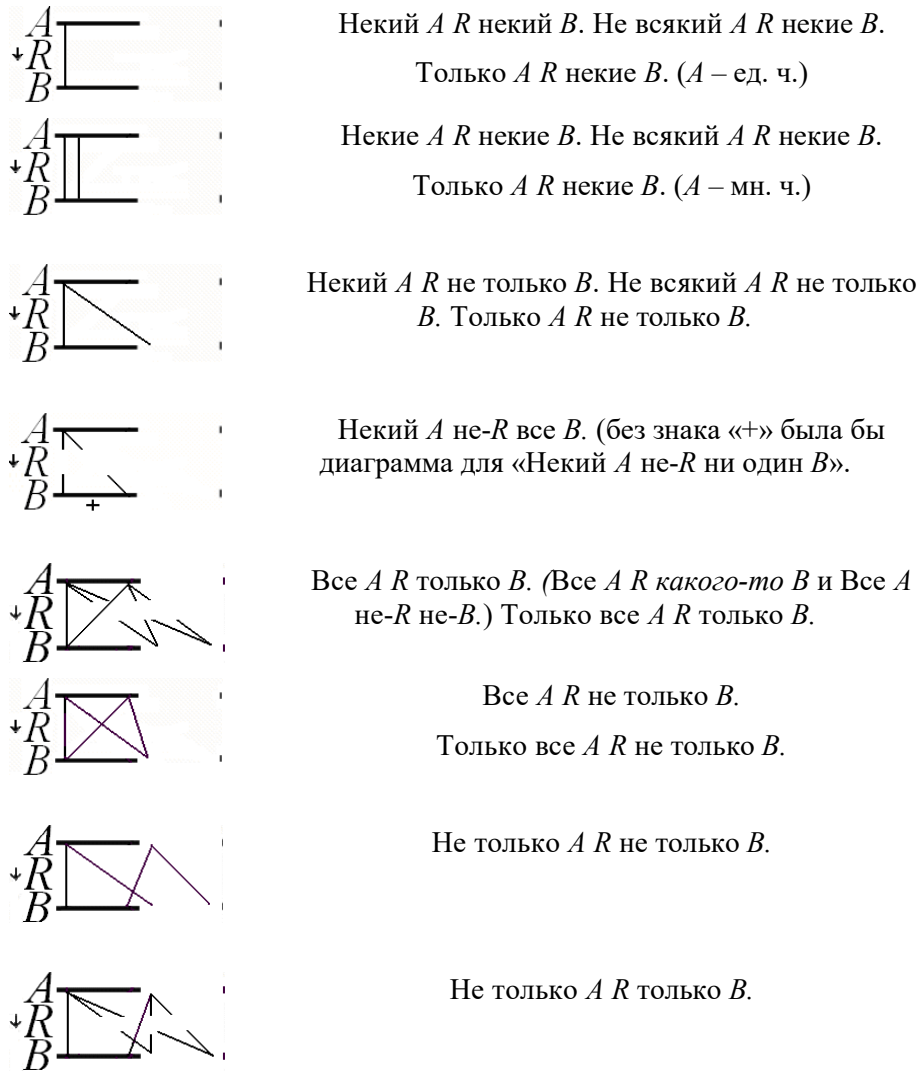 A
R
B
Некий A R некий B. Не всякий A R некие B.
Только A R некие B. (A – ед. ч.)
A
R
B
Некие A R некие B. Не всякий A R некие B.
Только A R некие B. (A – мн. ч.)
A
R
B
Некий A R не только B. Не всякий A R не только
B. Только A R не только B.
A
R
B
+
Некий A не-R все B. (без знака «+» была бы
диаграмма для «Некий A не-R ни один B».
A
R
B
Все A R только B. (Все A R какого-то B и Все A
не-R не-B.) Только все A R только B.
A
R
B
Все A R не только B.
Только все A R не только B.
A
R
B
Не только A R не только B.
A
R
B
Не только A R только B.